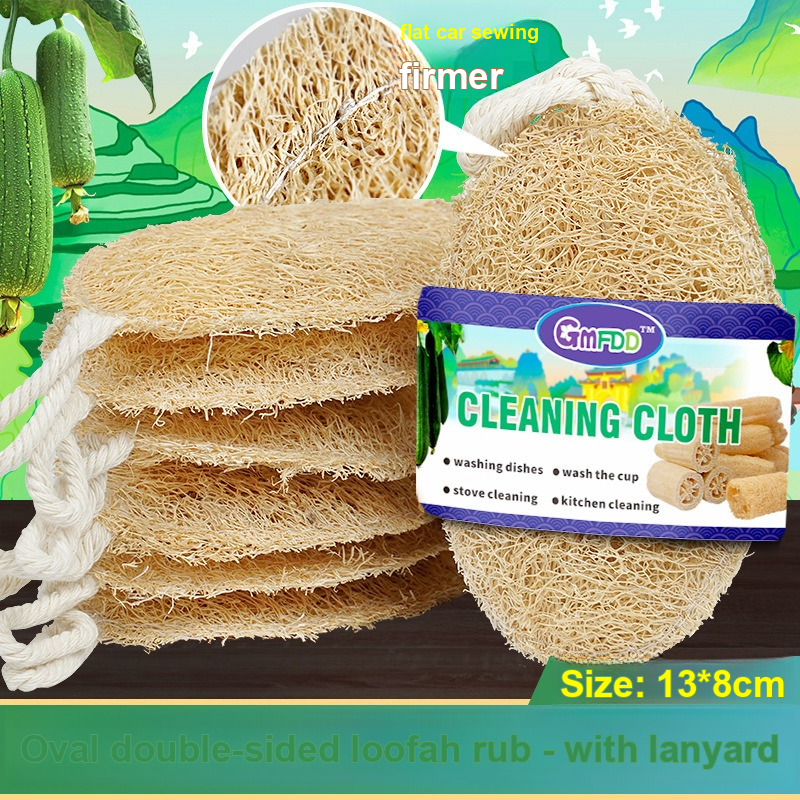 flat car sewing
firmer
GMFDD™
CLEANING CLOTH
• washing dishes • wash the cup
• stove cleaning • kitchen cleaning
Size: 13*8cm
Oval double-sided loofah rub - with lanyard